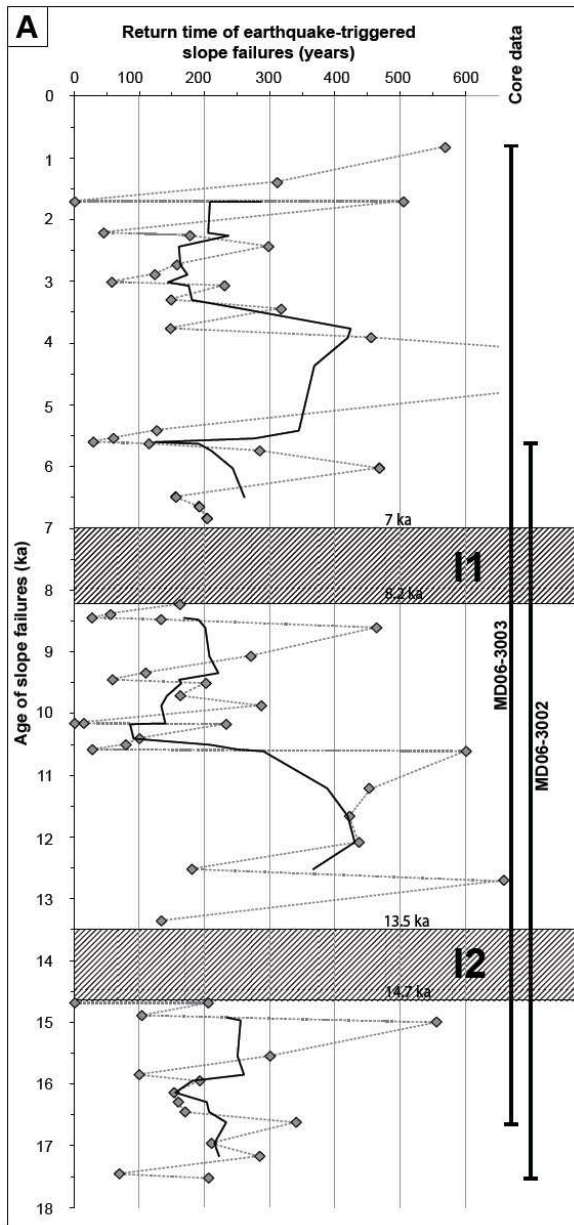 A
Return time of earthquake-triggered
slope failures (years)
0 100 200 300 400 500 600
Core data
Age of slope failures (ka)
0
1
2
3
4
5
6
7
8
9
10
11
12
13
14
15
16
17
18
7 ka
I1
8.2 ka
MD06-3003
MD06-3002
13.5 ka
I2
14.7 ka